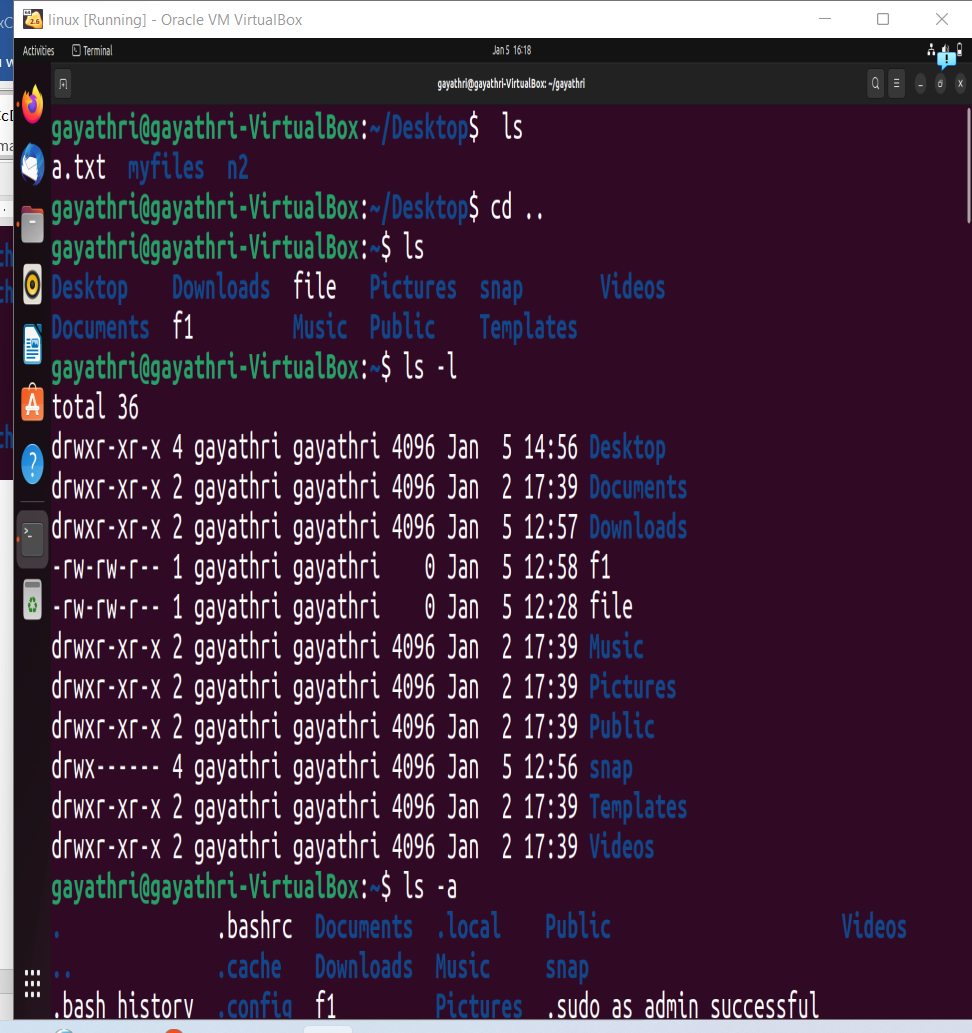 linux [Running] - Oracle VM VirtualBox
Activities Terminal Jan 5 16:18
gayathri@gayathri-VirtualBox: ~/gayathri
gayathri@gayathri-VirtualBox:~/Desktop$  ls
a.txt  myfiles  n2
gayathri@gayathri-VirtualBox:~/Desktop$ cd ..
gayathri@gayathri-VirtualBox:~$ ls
Desktop    Downloads  file   Pictures  snap       Videos
Documents  f1         Music  Public    Templates
gayathri@gayathri-VirtualBox:~$ ls -l
total 36
drwxr-xr-x 4 gayathri gayathri 4096 Jan  5 14:56 Desktop
drwxr-xr-x 2 gayathri gayathri 4096 Jan  2 17:39 Documents
drwxr-xr-x 2 gayathri gayathri 4096 Jan  5 12:57 Downloads
-rw-rw-r-- 1 gayathri gayathri    0 Jan  5 12:58 f1
-rw-rw-r-- 1 gayathri gayathri    0 Jan  5 12:28 file
drwxr-xr-x 2 gayathri gayathri 4096 Jan  2 17:39 Music
drwxr-xr-x 2 gayathri gayathri 4096 Jan  2 17:39 Pictures
drwxr-xr-x 2 gayathri gayathri 4096 Jan  2 17:39 Public
drwx------ 4 gayathri gayathri 4096 Jan  5 12:56 snap
drwxr-xr-x 2 gayathri gayathri 4096 Jan  2 17:39 Templates
drwxr-xr-x 2 gayathri gayathri 4096 Jan  2 17:39 Videos
gayathri@gayathri-VirtualBox:~$ ls -a
.              .bashrc  Documents  .local    Public                     Videos
..             .cache   Downloads  Music     snap
.bash_history  .config  f1         Pictures  .sudo_as_admin_successful